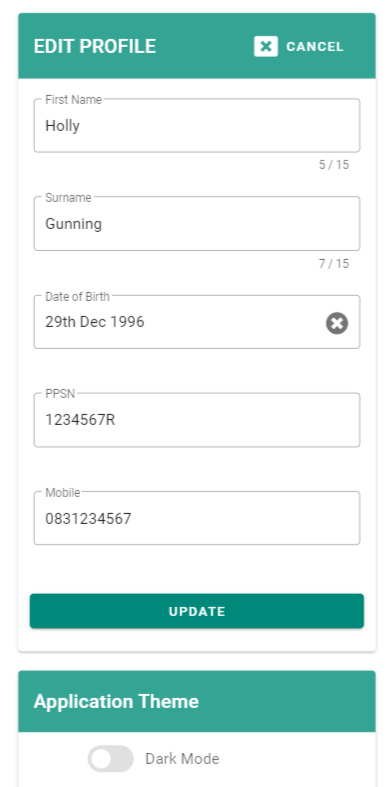 EDIT PROFILE
CANCEL
First Name
Holly
5 / 15
Surname
Gunning
7 / 15
Date of Birth
29th Dec 1996
PPSN
1234567R
Mobile
0831234567
UPDATE
Application Theme
Dark Mode